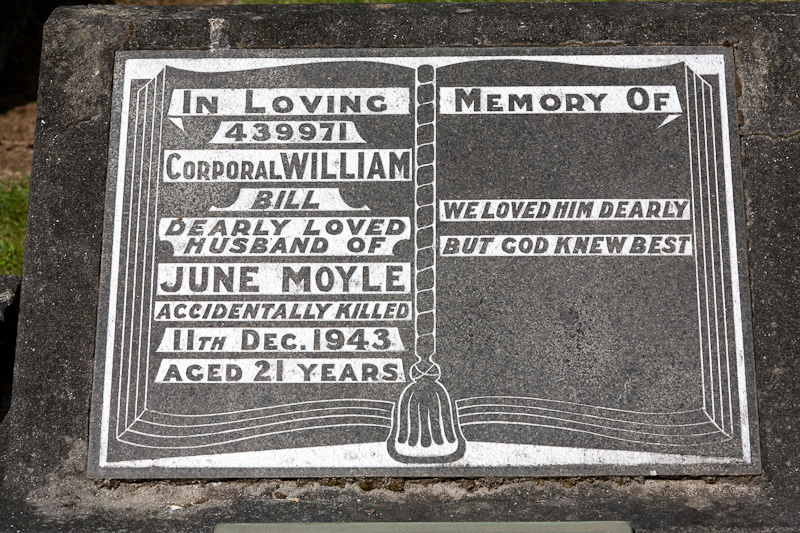 IN LOVING MEMORY OF
439971
CORPORAL WILLIAM
BILL
DEARLY LOVED
HUSBAND OF
JUNE MOYLE
ACCIDENTALLY KILLED
11TH DEC. 1943
AGED 21 YEARS
WE LOVED HIM DEARLY
BUT GOD KNEW BEST